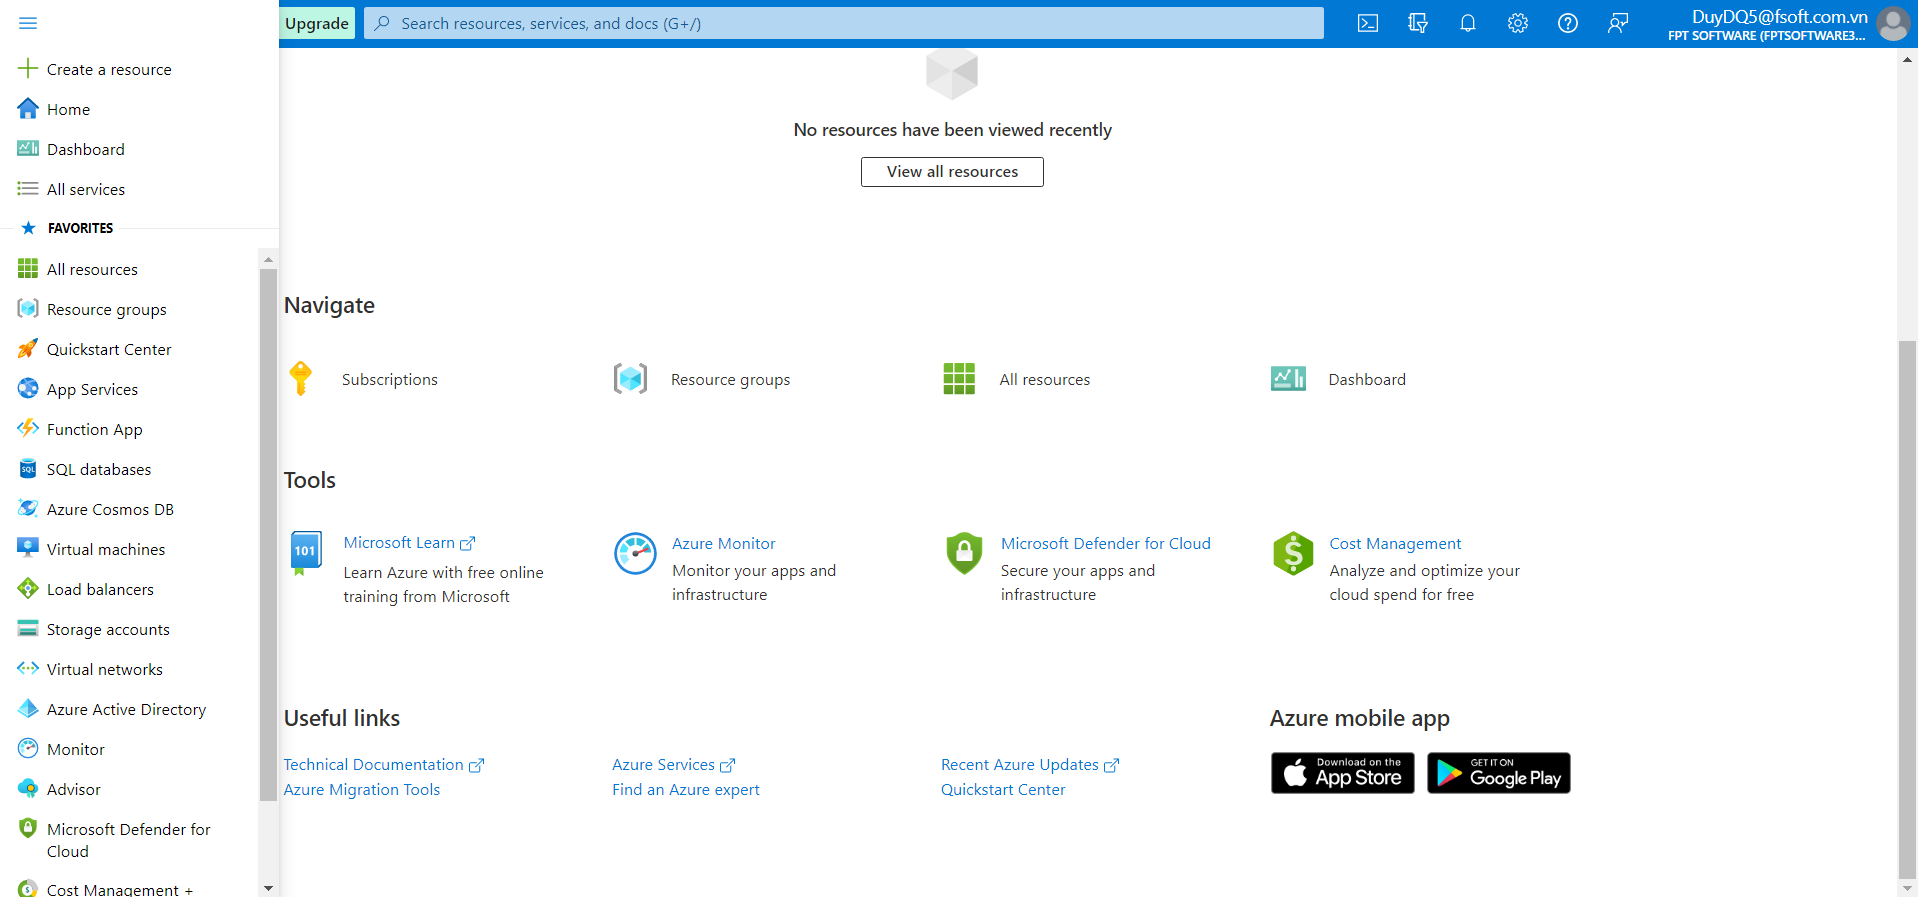 Upgrade
Search resources, services, and docs (G+/)
DuyDQ5@fsoft.com.vn
FPT SOFTWARE (FPTSOFTWARE3...
Create a resource
Home
Dashboard
All services
FAVORITES
All resources
Resource groups
Quickstart Center
App Services
Function App
SQL
SQL databases
Azure Cosmos DB
Virtual machines
Load balancers
Storage accounts
Virtual networks
Azure Active Directory
Monitor
Advisor
Microsoft Defender for
Cloud
Cost Management +
No resources have been viewed recently
View all resources
Navigate
Subscriptions
Resource groups
All resources
Dashboard
Tools
101
Microsoft Learn
Learn Azure with free online
training from Microsoft
Azure Monitor
Monitor your apps and
infrastructure
Microsoft Defender for Cloud
Secure your apps and
infrastructure
$
Cost Management
Analyze and optimize your
cloud spend for free
Useful links
Technical Documentation
Azure Migration Tools
Azure Services
Find an Azure expert
Recent Azure Updates
Quickstart Center
Azure mobile app
Download on the
App Store
GET IT ON
Google Play